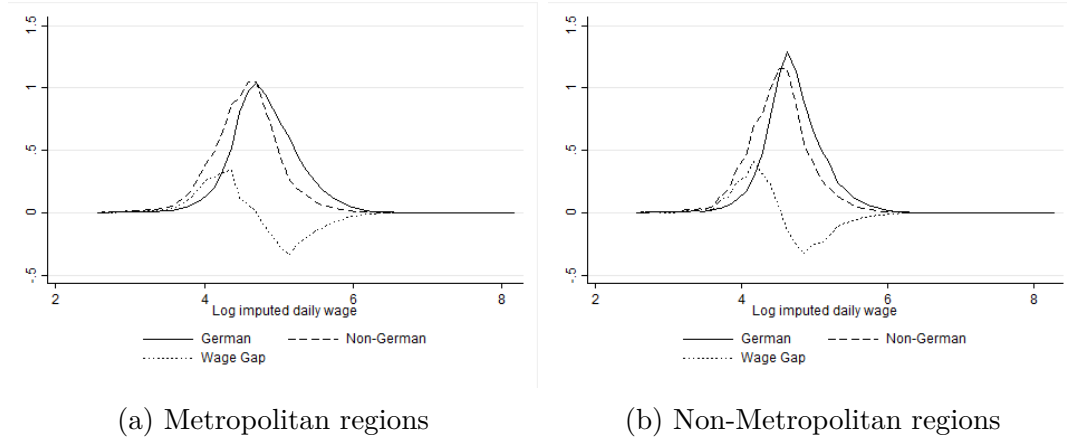 1.5
1
.5
0
-.5
2 4 6 8
Log imputed daily wage
German Non-German
Wage Gap
(a) Metropolitan regions
1.5
1
.5
0
-.5
2 4 6 8
Log imputed daily wage
German Non-German
Wage Gap
(b) Non-Metropolitan regions